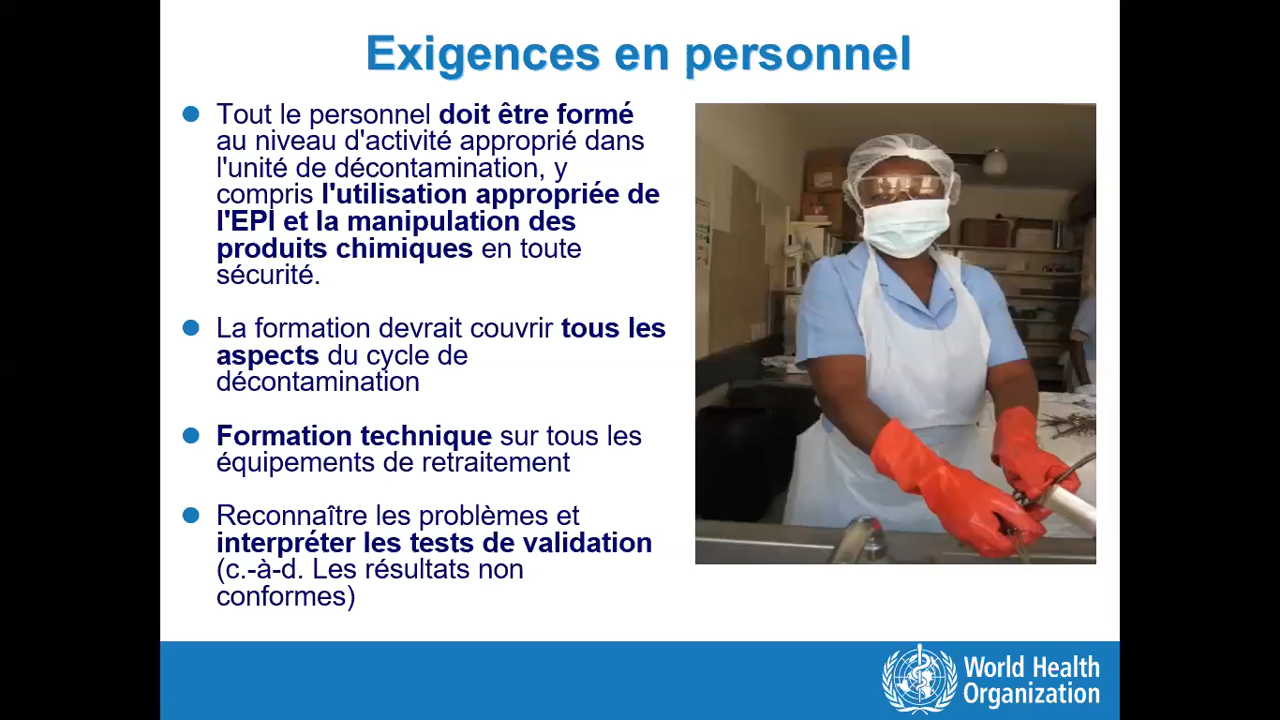 Exigences en personnel
Tout le personnel doit être formé
au niveau d'activité approprié dans
l'unité de décontamination, y
compris l'utilisation appropriée de
l'EPI et la manipulation des
produits chimiques en toute
sécurité.
La formation devrait couvrir tous les
aspects du cycle de
décontamination
Formation technique sur tous les
équipements de retraitement
Reconnaître les problèmes et
interpréter les tests de validation
(c.-à-d. Les résultats non
conformes)
World Health
Organization